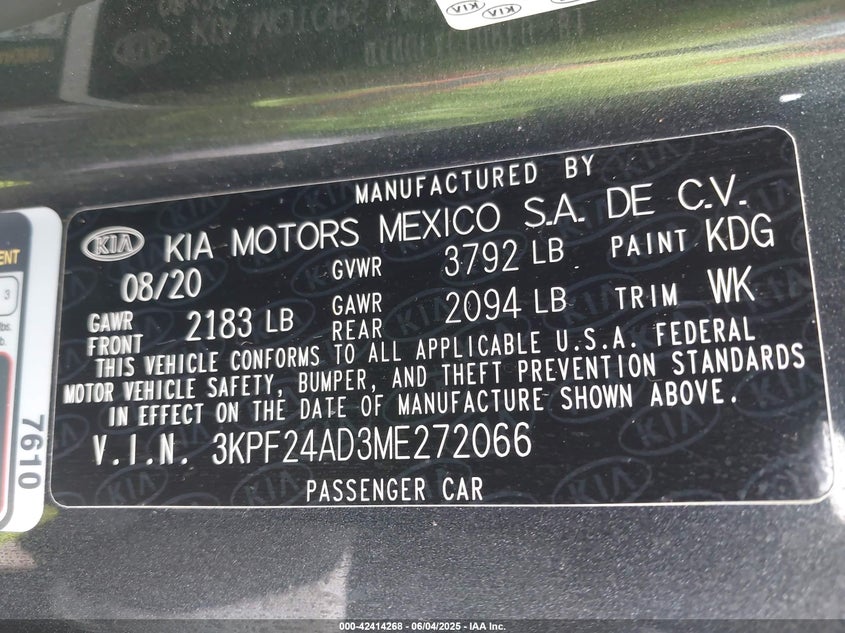 MANUFACTURED BY
KIA KIA MOTORS MEXICO S.A. DE C.V.
08/20 GVWR 3792 LB PAINT KDG
GAWR FRONT 2183 LB GAWR REAR 2094 LB TRIM WK
THIS VEHICLE CONFORMS TO ALL APPLICABLE U.S.A. FEDERAL
MOTOR VEHICLE SAFETY, BUMPER, AND THEFT PREVENTION STANDARDS
IN EFFECT ON THE DATE OF MANUFACTURE SHOWN ABOVE.
V.I.N. 3KPF24AD3ME272066
PASSENGER CAR
7610
3
lbs.
000-42414268 - 06/04/2025 - IAA Inc.